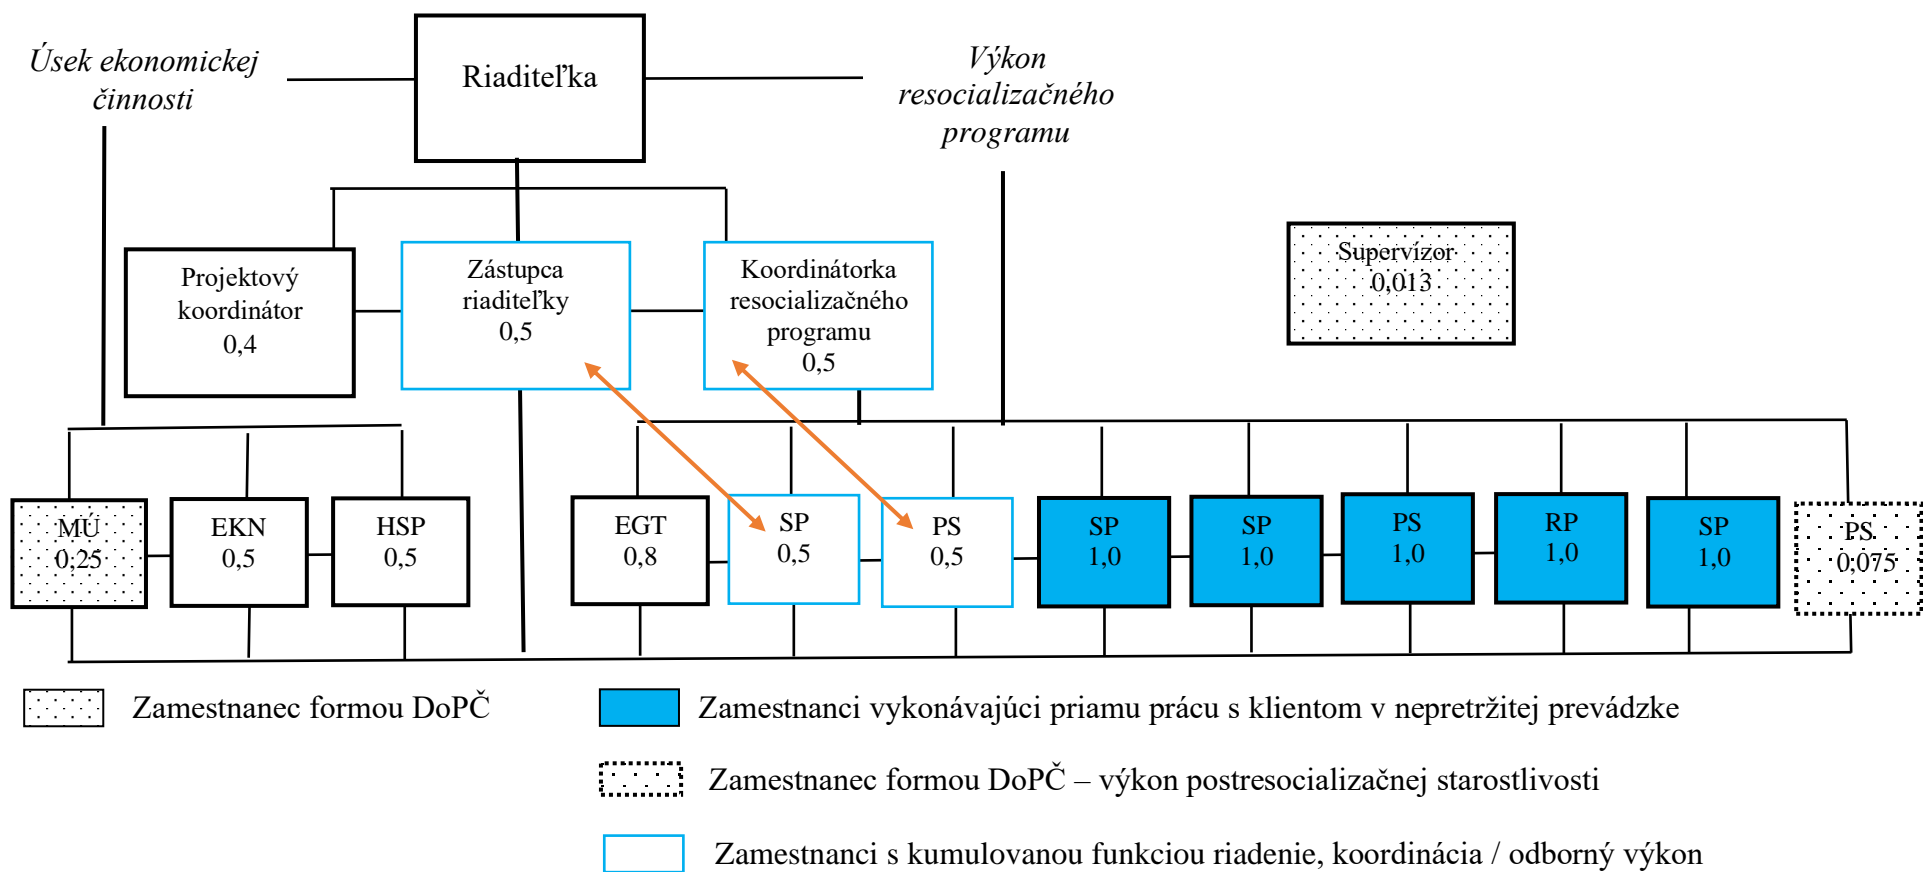 Úsek ekonomickej
činnosti
Riaditeľka
Výkon
resocializačného
programu
Projektový
koordinátor
0,4
Zástupca
riaditeľky
0,5
Koordinátorka
resocializačného
programu
0,5
Supervízor
0,013
MÚ
0,25
EKN
0,5
HSP
0,5
EGT
0,8
SP
0,5
PS
0,5
SP
1,0
SP
1,0
PS
1,0
RP
1,0
SP
1,0
PS
0,075
Zamestnanec formou DoPČ
Zamestnanci vykonávajúci priamu prácu s klientom v nepretržitej prevádzke
Zamestnanec formou DoPČ – výkon postresocializačnej starostlivosti
Zamestnanci s kumulovanou funkciou riadenie, koordinácia / odborný výkon